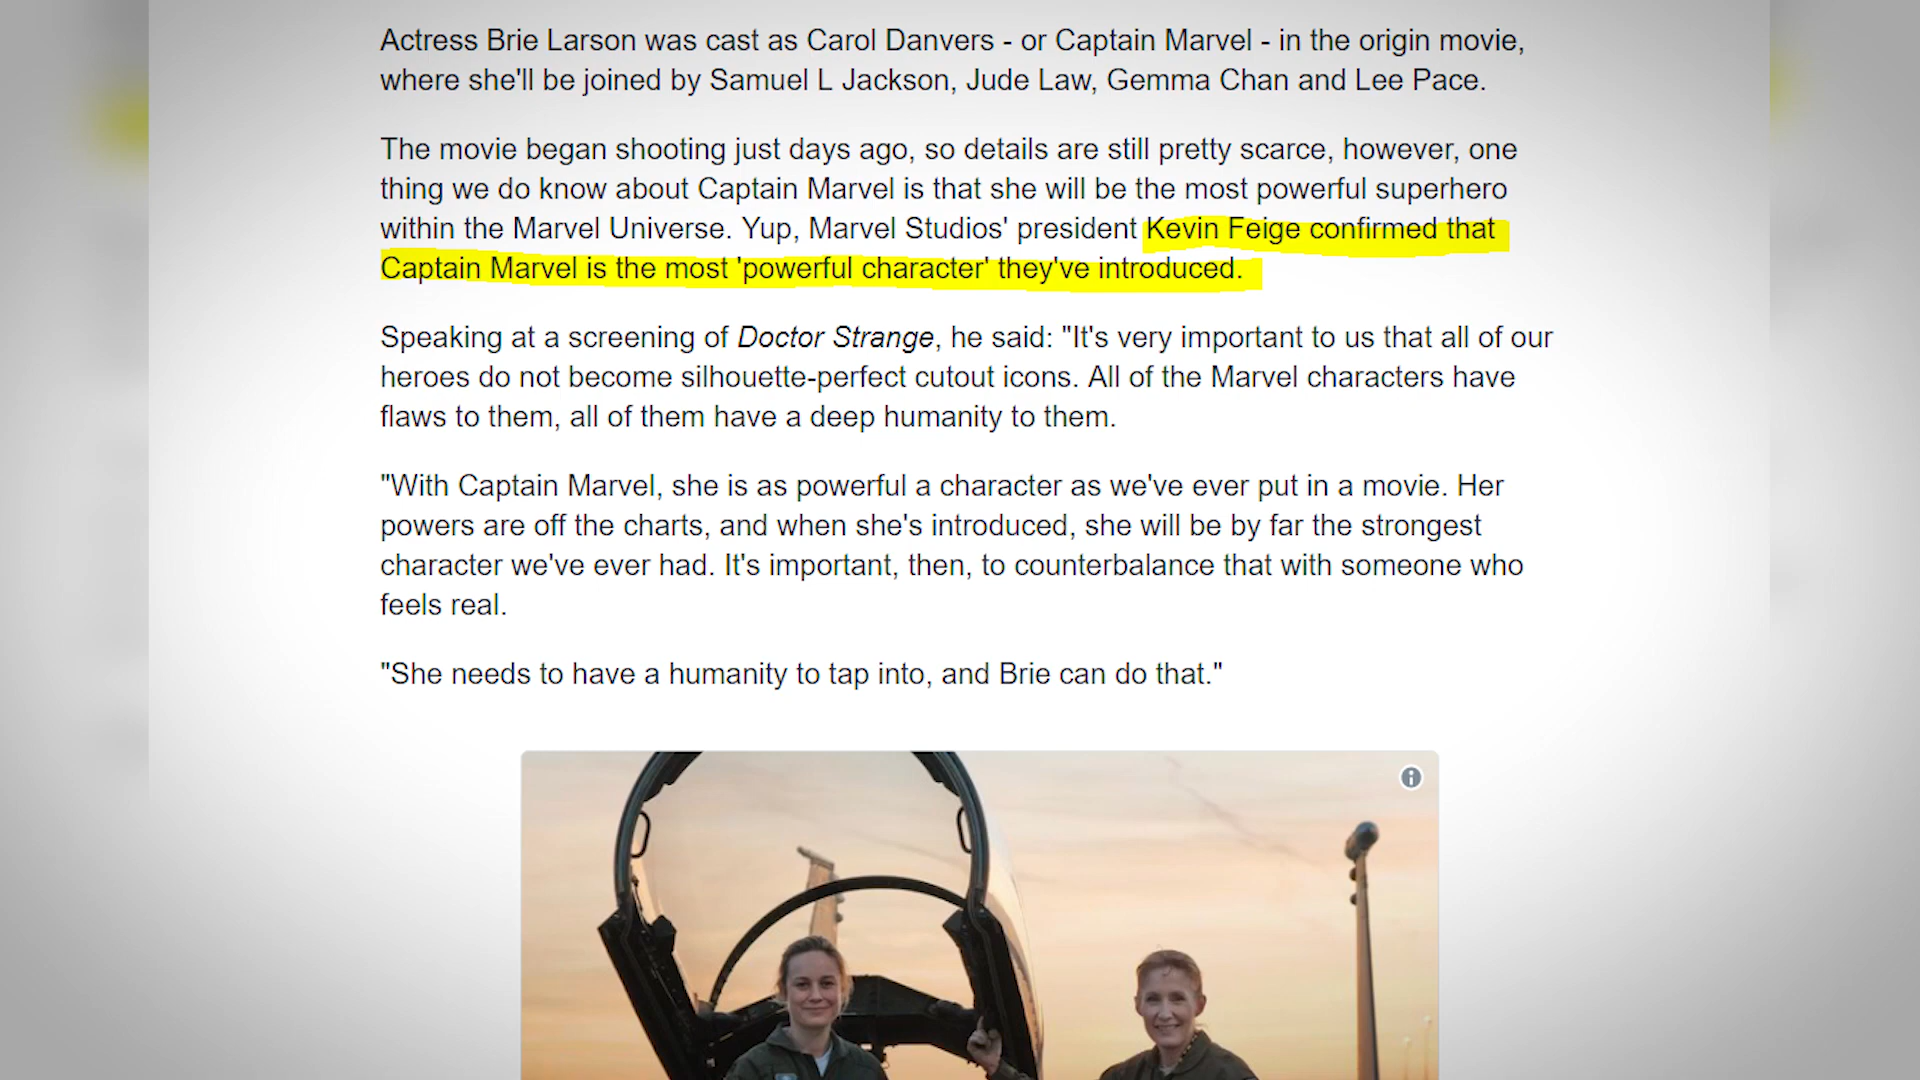 Actress Brie Larson was cast as Carol Danvers - or Captain Marvel - in the origin movie,
where she'll be joined by Samuel L Jackson, Jude Law, Gemma Chan and Lee Pace.
The movie began shooting just days ago, so details are still pretty scarce, however, one
thing we do know about Captain Marvel is that she will be the most powerful superhero
within the Marvel Universe. Yup, Marvel Studios' president Kevin Feige confirmed that
Captain Marvel is the most 'powerful character' they've introduced.
Speaking at a screening of Doctor Strange, he said: "It's very important to us that all of our
heroes do not become silhouette-perfect cutout icons. All of the Marvel characters have
flaws to them, all of them have a deep humanity to them.
"With Captain Marvel, she is as powerful a character as we've ever put in a movie. Her
powers are off the charts, and when she's introduced, she will be by far the strongest
character we've ever had. It's important, then, to counterbalance that with someone who
feels real.
"She needs to have a humanity to tap into, and Brie can do that."